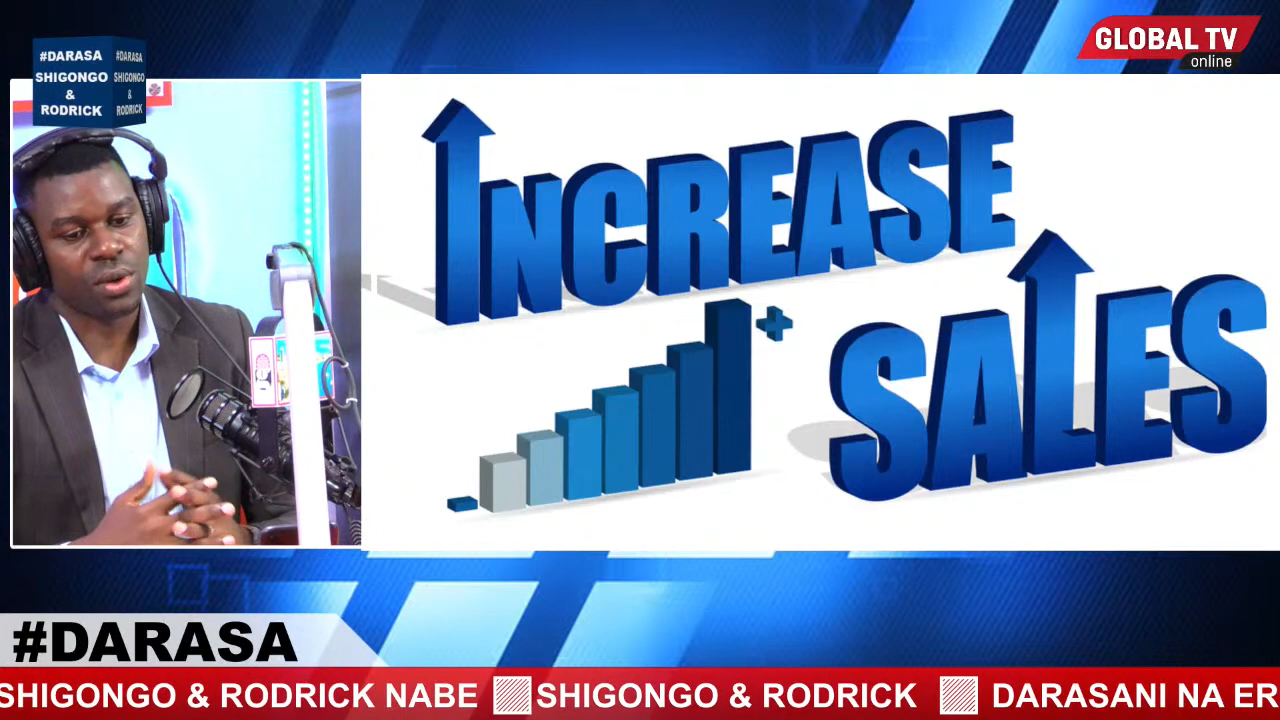 #DARASA
SHIGONGO
&
RODRICK
#DARASA
SHIGONGO
&
RODRICK
GLOBAL TV
online
INCREASE
SALES
#DARASA
SHIGONGO & RODRICK NABE SHIGONGO & RODRICK DARASANI NA ER